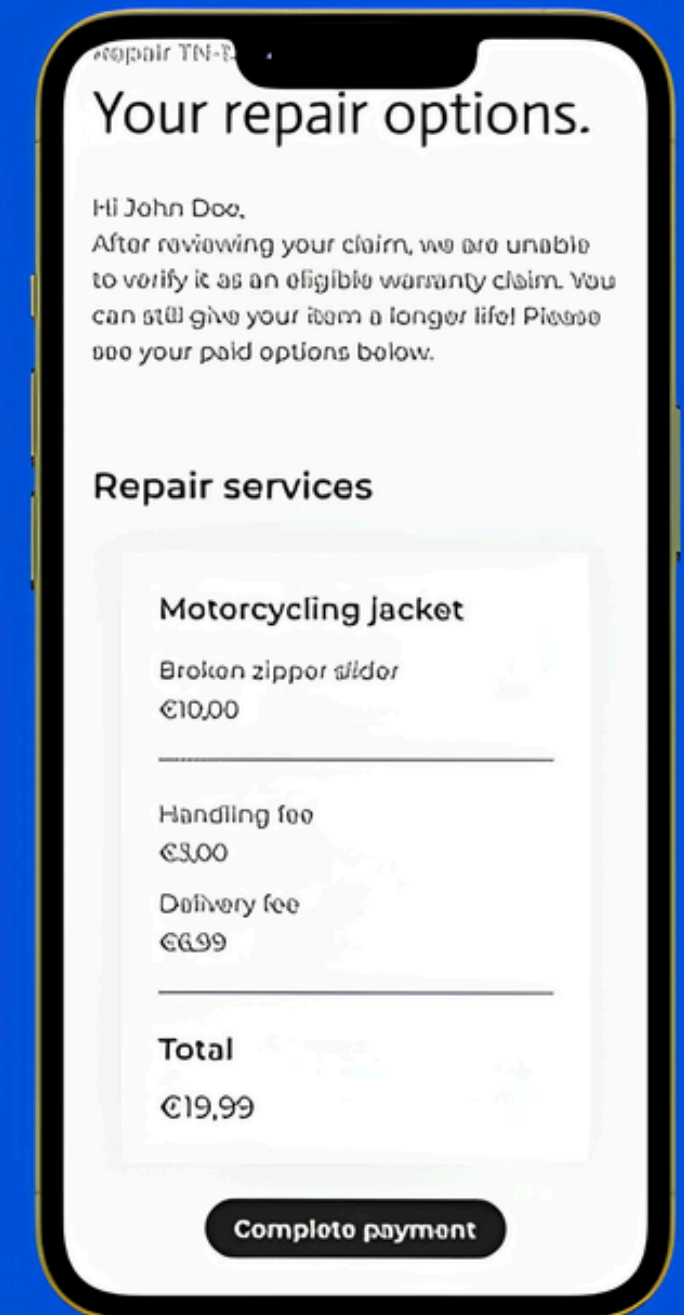 Repair TN-
Your repair options.
Hi John Doe,
After reviewing your claim, we are unable
to verify it as an eligible warranty claim. You
can still give your item a longer life! Please
see your paid options below.
Repair services
Motorcycling jacket
Broken zipper slider
€10,00
Handling fee
€3,00
Delivery fee
€6,99
Total
€19,99
Complete payment